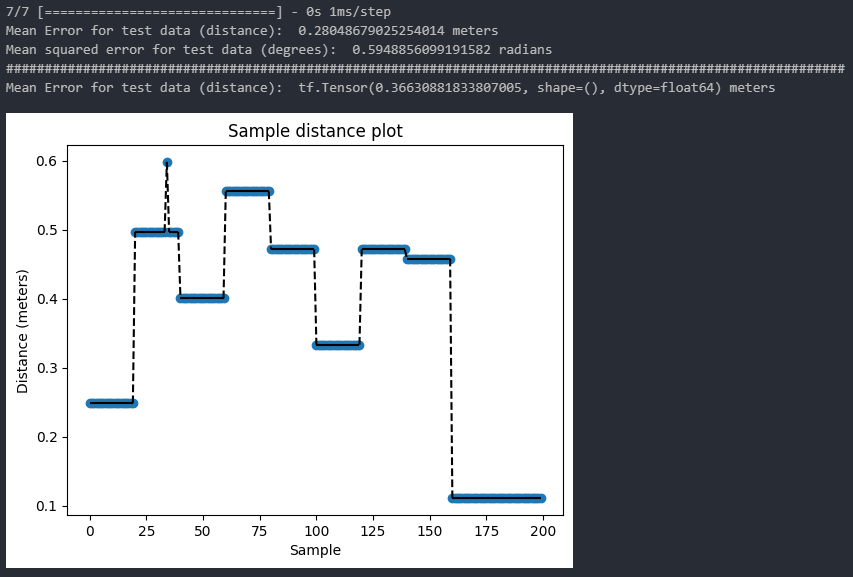 7/7 [==============================] - 0s 1ms/step
Mean Error for test data (distance):  0.28048679025254014 meters
Mean squared error for test data (degrees):  0.5948856099191582 radians
#############################################################################################################
Mean Error for test data (distance):  tf.Tensor(0.36630881833807005, shape=(), dtype=float64) meters
Sample distance plot
0.6
0.5
0.4
0.3
0.2
0.1
Distance (meters)
0 25 50 75 100 125 150 175 200
Sample